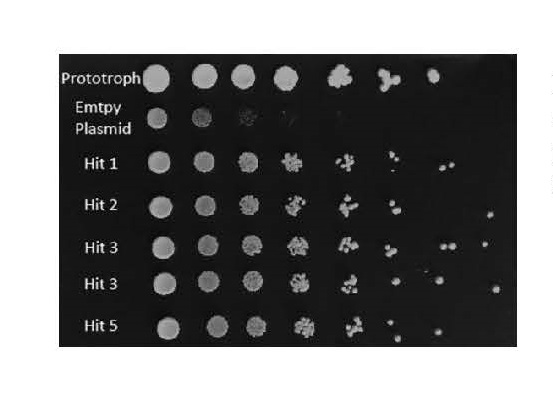 Prototroph
Emtpy
Plasmid
Hit 1
Hit 2
Hit 3
Hit 3
Hit 5